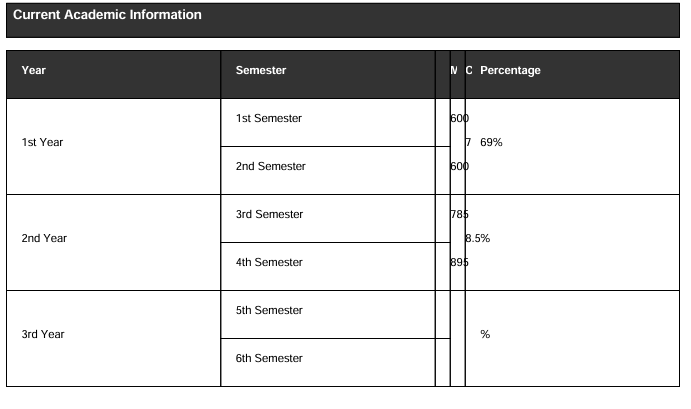 Current Academic Information
Year Semester M C Percentage
1st Semester 600
1st Year 7 69%
2nd Semester 600
3rd Semester 785
2nd Year 8.5%
4th Semester 895
5th Semester
3rd Year %
6th Semester